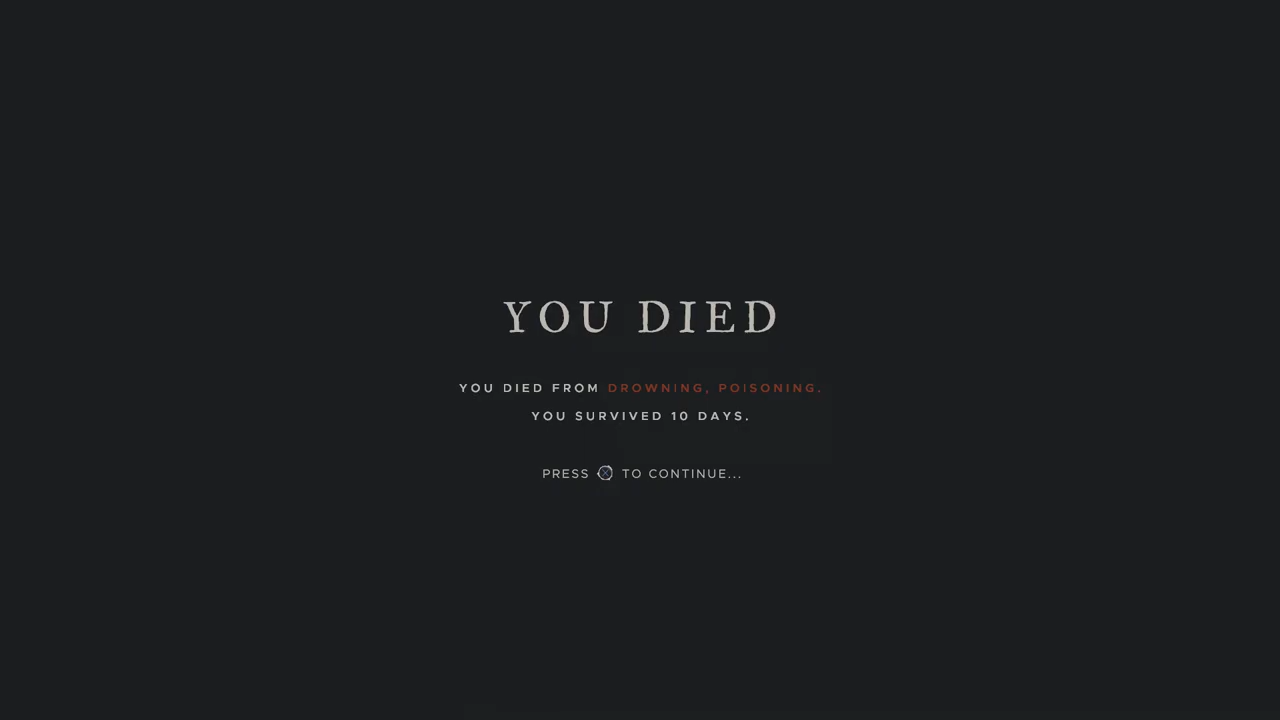 YOU DIED
YOU DIED FROM DROWNING, POISONING.
YOU SURVIVED 10 DAYS.
PRESS TO CONTINUE...